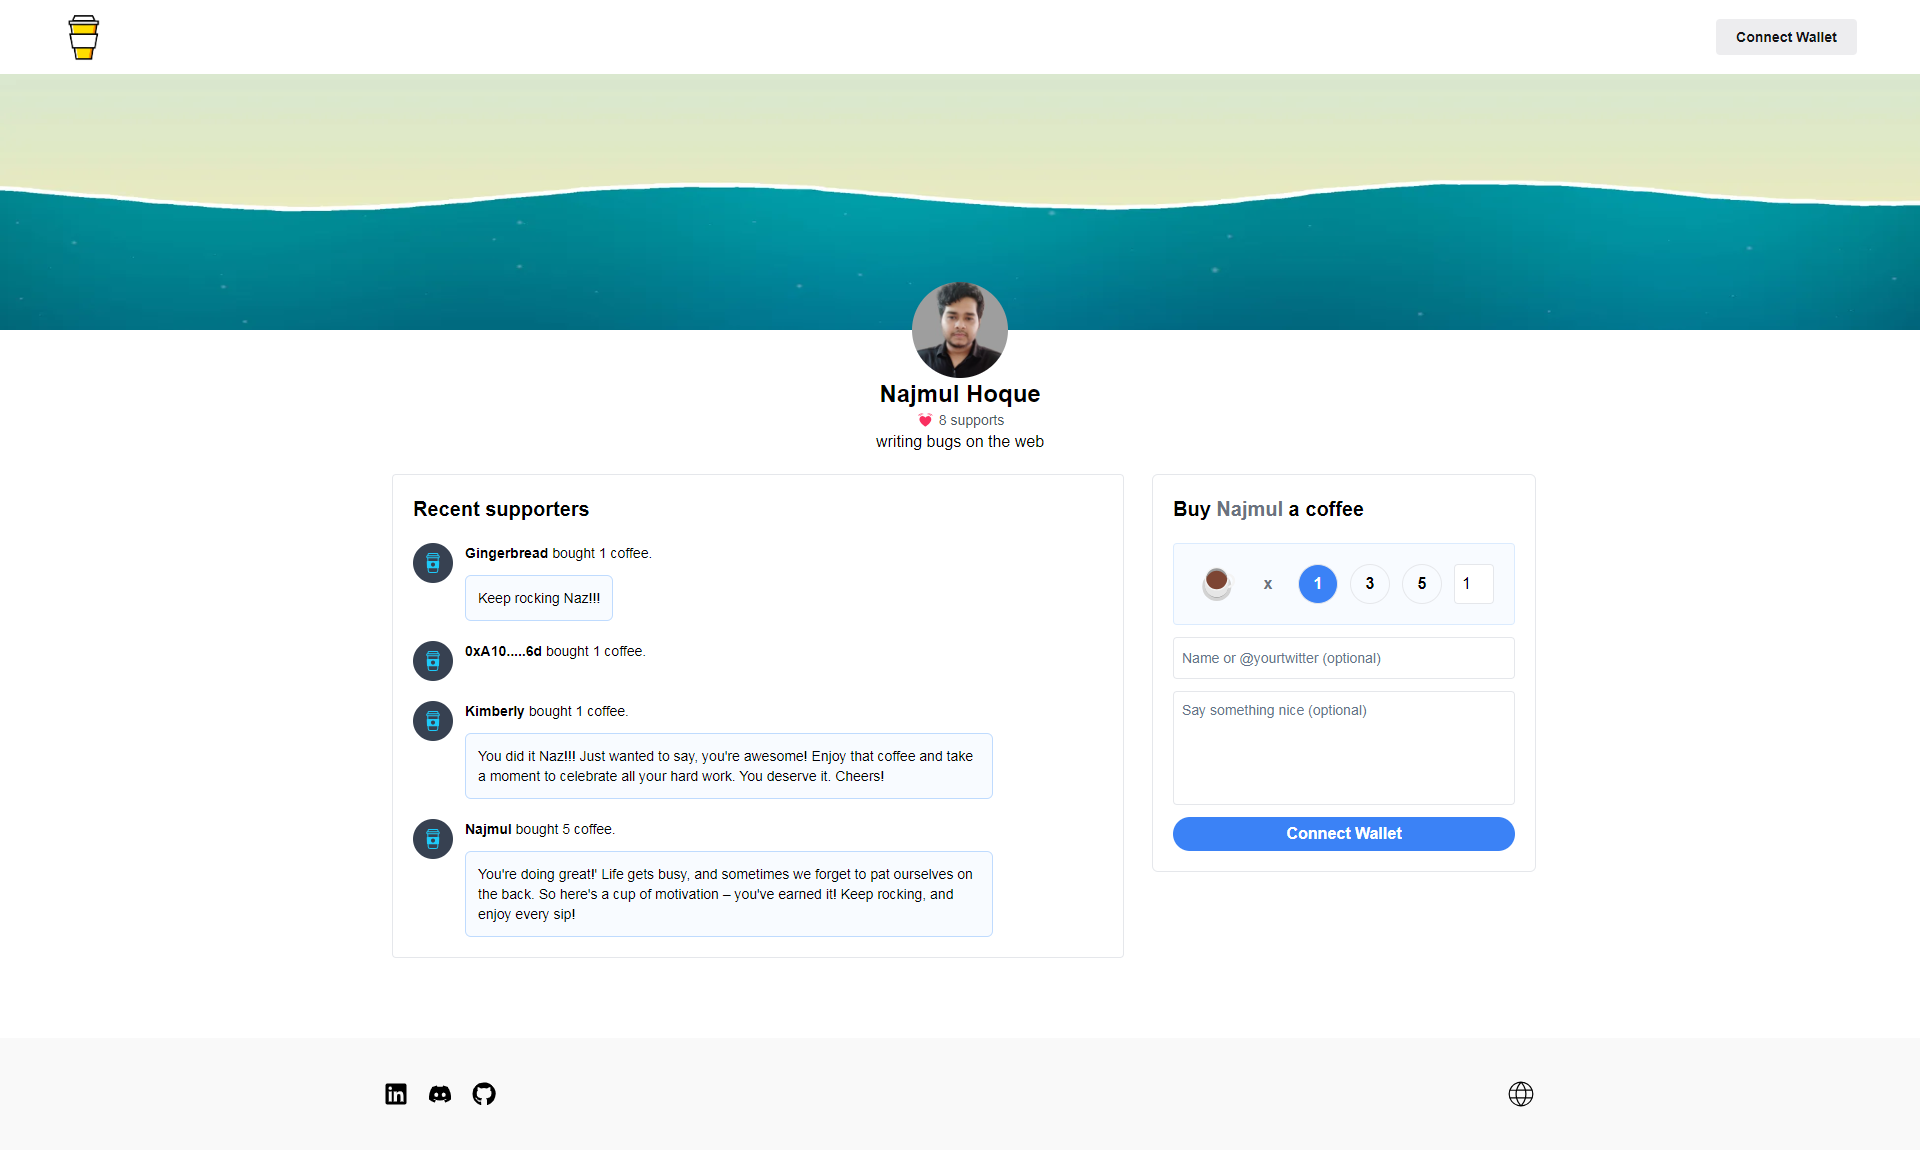 Connect Wallet
Najmul Hoque
8 supports
writing bugs on the web
Recent supporters
Gingerbread bought 1 coffee.
Keep rocking Naz!!!
0xA10.....6d bought 1 coffee.
Kimberly bought 1 coffee.
You did it Naz!!! Just wanted to say, you're awesome! Enjoy that coffee and take
a moment to celebrate all your hard work. You deserve it. Cheers!
Najmul bought 5 coffee.
You're doing great!' Life gets busy, and sometimes we forget to pat ourselves on
the back. So here's a cup of motivation – you've earned it! Keep rocking, and
enjoy every sip!
Buy Najmul a coffee
x 1 3 5 1
Name or @yourtwitter (optional)
Say something nice (optional)
Connect Wallet